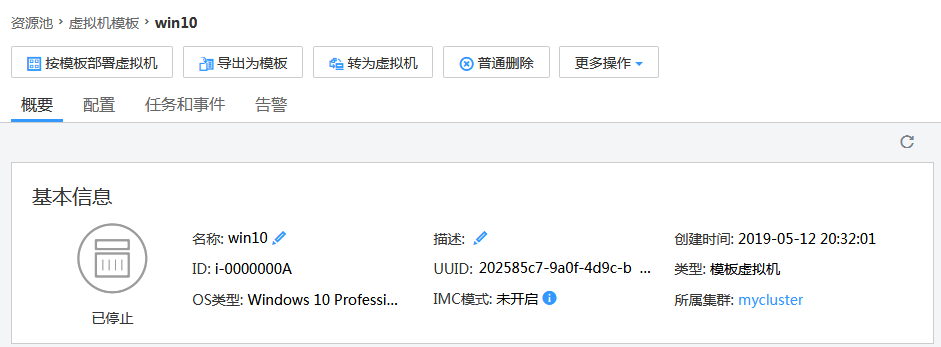 资源池 > 虚拟机模板 > win10
按模板部署虚拟机 导出为模板 转为虚拟机 普通删除 更多操作
概要 配置 任务和事件 告警
基本信息
名称: win10 描述: 创建时间: 2019-05-12 20:32:01
ID: i-0000000A UUID: 202585c7-9a0f-4d9c-b ... 类型: 模板虚拟机
OS类型: Windows 10 Professi... IMC模式: 未开启 所属集群: mycluster
已停止